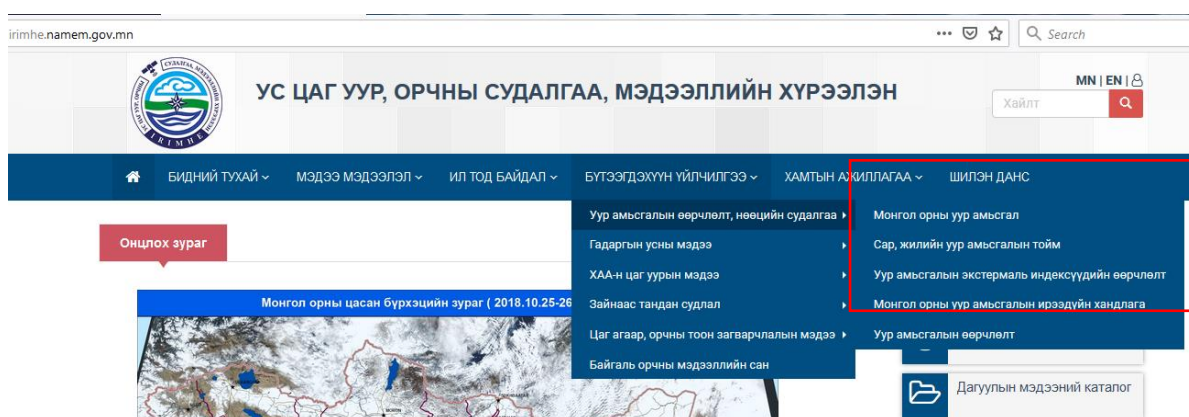 irimhe.namem.gov.mn
Search
УС ЦАГ УУР, ОРЧНЫ СУДАЛГАА, МЭДЭЭЛЛИЙН ХҮРЭЭЛЭН
MN | EN |
Хайлт
IRIMHE
БИДНИЙ ТУХАЙ
МЭДЭЭ МЭДЭЭЛЭЛ
ИЛ ТОД БАЙДАЛ
БҮТЭЭГДЭХҮҮН ҮЙЛЧИЛГЭЭ
ХАМТЫН АЖИЛЛАГАА
ШИЛЭН ДАНС
Уур амьсгалын өөрчлөлт, нөөцийн судалгаа
Гадаргын усны мэдээ
ХАА-н цаг уурын мэдээ
Зайнаас тандан судлал
Цаг агаар, орчны тоон загварчлалын мэдээ
Байгаль орчны мэдээллийн сан
Монгол орны уур амьсгал
Сар, жилийн уур амьсгалын тойм
Уур амьсгалын экстермаль индексүүдийн өөрчлөлт
Монгол орны уур амьсгалын ирээдүйн хандлага
Уур амьсгалын өөрчлөлт
Онцлох зураг
Монгол орны цасан бүрхэцийн зураг ( 2018.10.25-26
Дагуулын мэдээний каталог